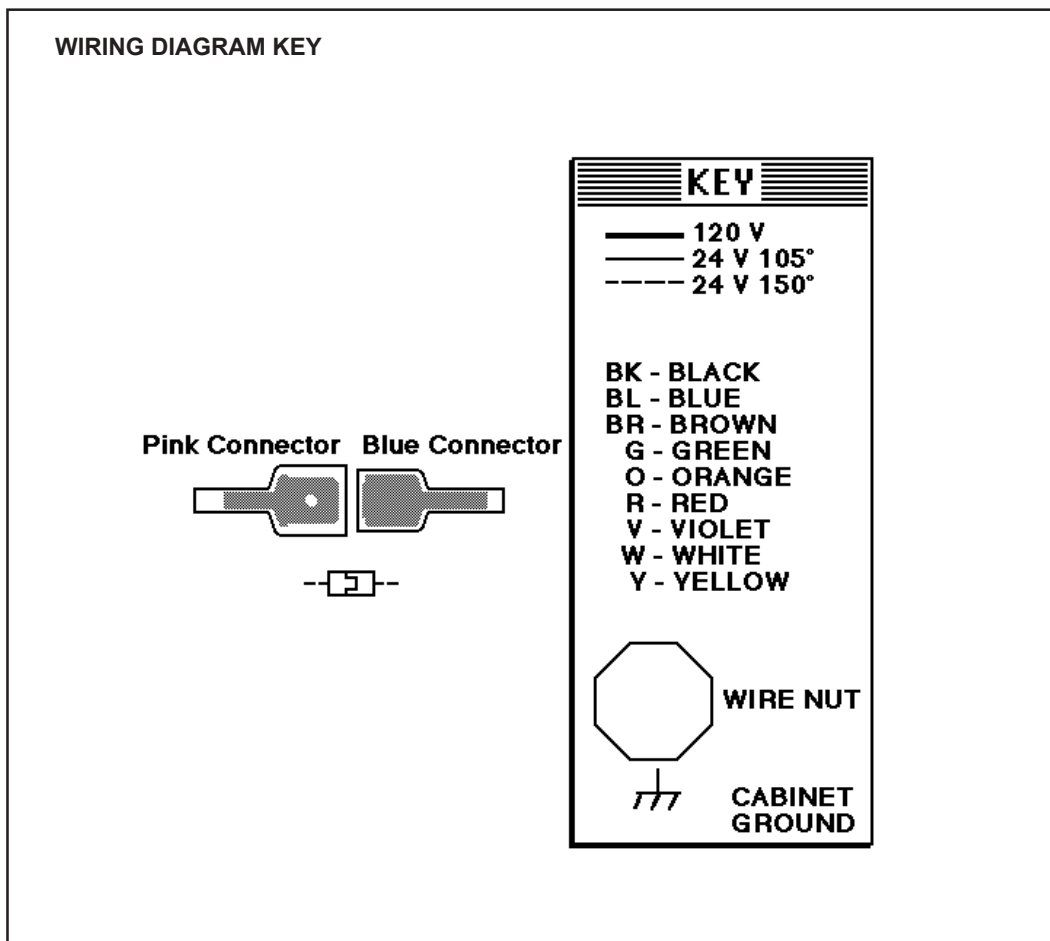 WIRING DIAGRAM KEY
KEY
120 V
24 V 105°
24 V 150°
BK - BLACK
BL - BLUE
BR - BROWN
G - GREEN
O - ORANGE
R - RED
V - VIOLET
W - WHITE
Y - YELLOW
Pink Connector Blue Connector
WIRE NUT
CABINET
GROUND